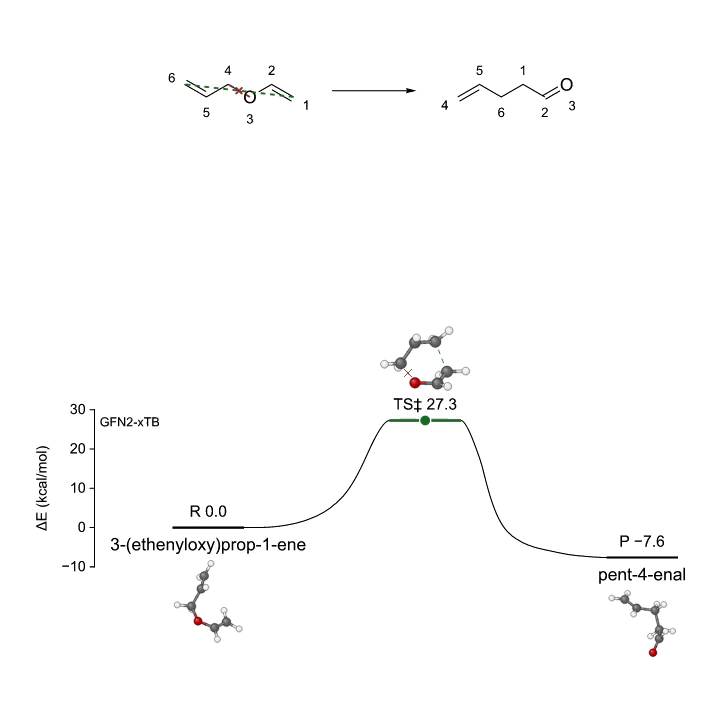 6 4 2 O 5 3 1
5 1 O 4 6 2 3
TS‡ 27.3
30
GFN2-xTB
20
ΔE (kcal/mol)
10
R 0.0
0
3-(ethenyloxy)prop-1-ene
P −7.6
−10
pent-4-enal